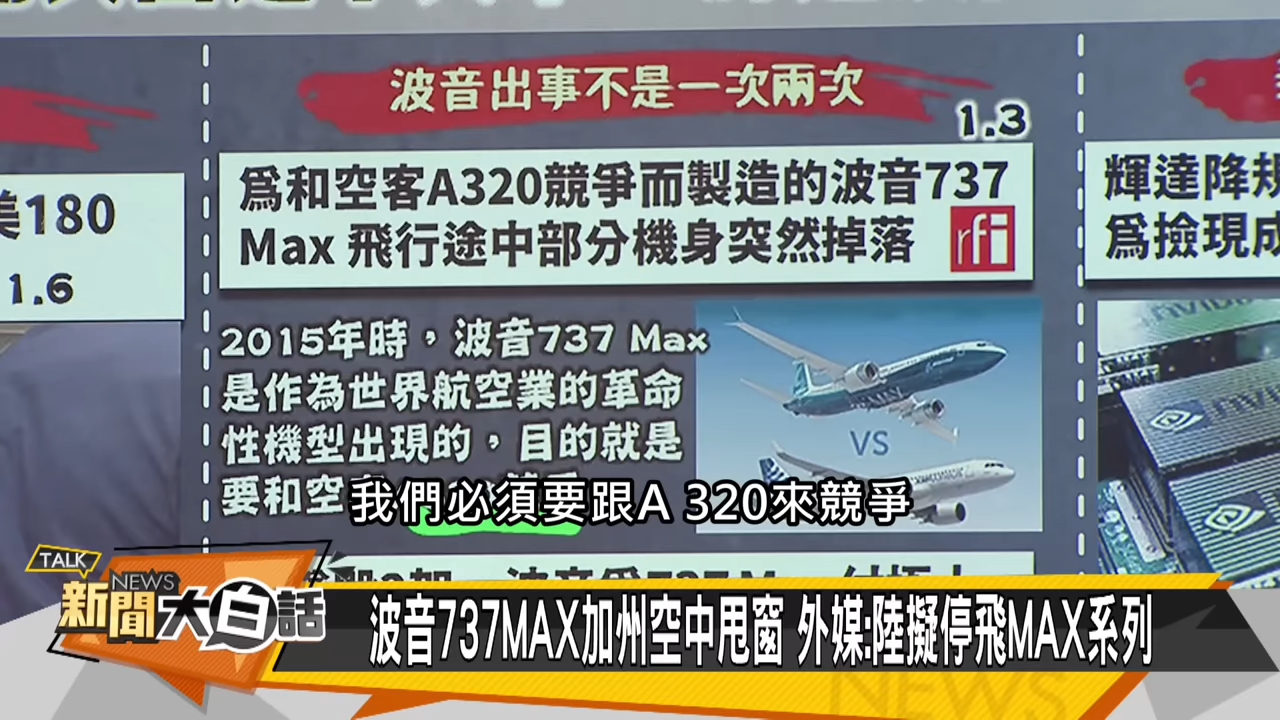 波音出事不是一次兩次
1.3
為和空客A320競爭而製造的波音737
Max 飛行途中部分機身突然掉落
rfi
美180
1.6
輝達降規
為撿現成
2015年時，波音737 Max
是作為世界航空業的革命
性機型出現的，目的就是
要和空
VS
我們必須要跟A 320來競爭
TALK
NEWS
新聞大白話
波音737MAX加州空中甩窗 外媒:陸擬停飛MAX系列
NEWS